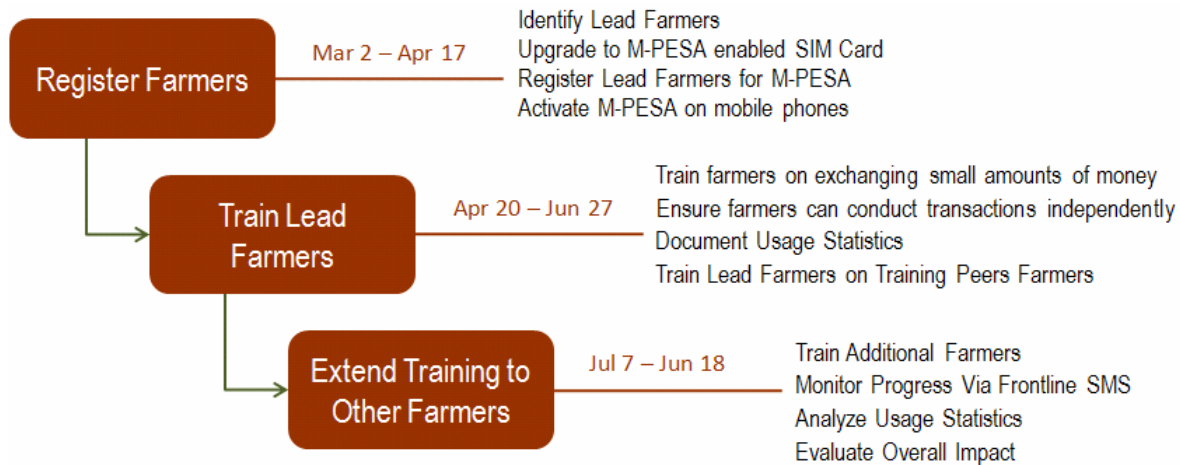 Register Farmers
Mar 2 – Apr 17
Identify Lead Farmers
Upgrade to M-PESA enabled SIM Card
Register Lead Farmers for M-PESA
Activate M-PESA on mobile phones
Train Lead
Farmers
Apr 20 – Jun 27
Train farmers on exchanging small amounts of money
Ensure farmers can conduct transactions independently
Document Usage Statistics
Train Lead Farmers on Training Peers Farmers
Extend Training to
Other Farmers
Jul 7 – Jun 18
Train Additional Farmers
Monitor Progress Via Frontline SMS
Analyze Usage Statistics
Evaluate Overall Impact